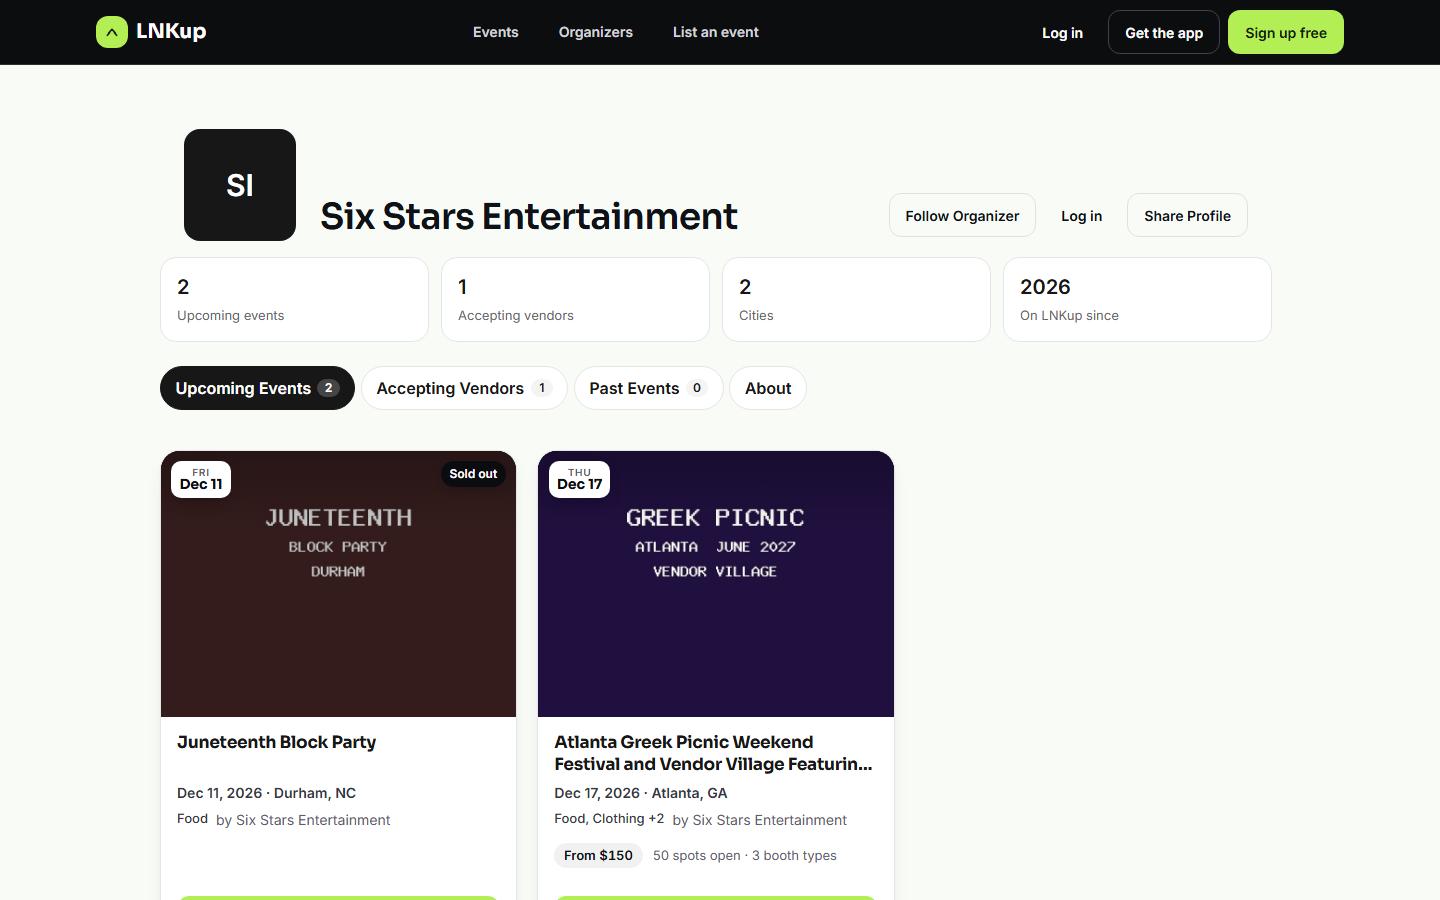 LNKup
Events
Organizers
List an event
Log in
Get the app
Sign up free
SI
Six Stars Entertainment
Follow Organizer
Log in
Share Profile
2
Upcoming events
1
Accepting vendors
2
Cities
2026
On LNKup since
Upcoming Events 2
Accepting Vendors 1
Past Events 0
About
FRI
Dec 11
Sold out
JUNETEENTH
BLOCK PARTY
DURHAM
Juneteenth Block Party
Dec 11, 2026 · Durham, NC
Food by Six Stars Entertainment
THU
Dec 17
GREEK PICNIC
ATLANTA JUNE 2027
VENDOR VILLAGE
Atlanta Greek Picnic Weekend
Festival and Vendor Village Featurin...
Dec 17, 2026 · Atlanta, GA
Food, Clothing +2 by Six Stars Entertainment
From $150 50 spots open · 3 booth types